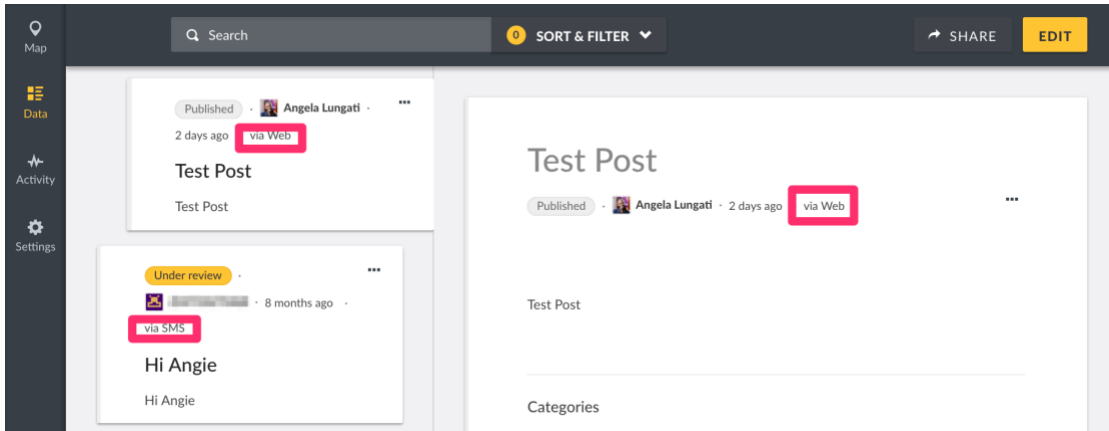 Map
Data
Activity
Settings
Search
0 SORT & FILTER
SHARE
EDIT
Published · Angela Lungati ·
2 days ago via Web
Test Post
Test Post
Under review ·
· 8 months ago ·
via SMS
Hi Angie
Hi Angie
Test Post
Published · Angela Lungati · 2 days ago via Web
Test Post
Categories